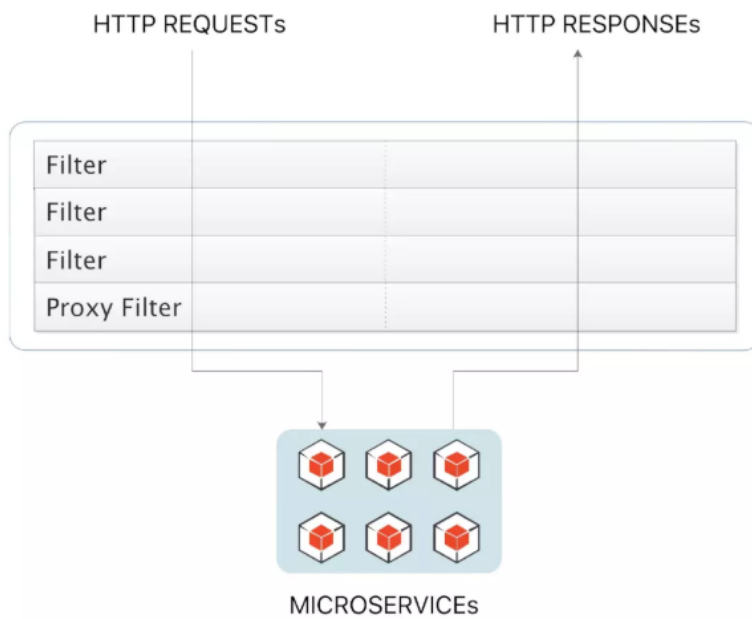 HTTP REQUESTs
HTTP RESPONSEs
Filter
Filter
Filter
Proxy Filter
MICROSERVICEs